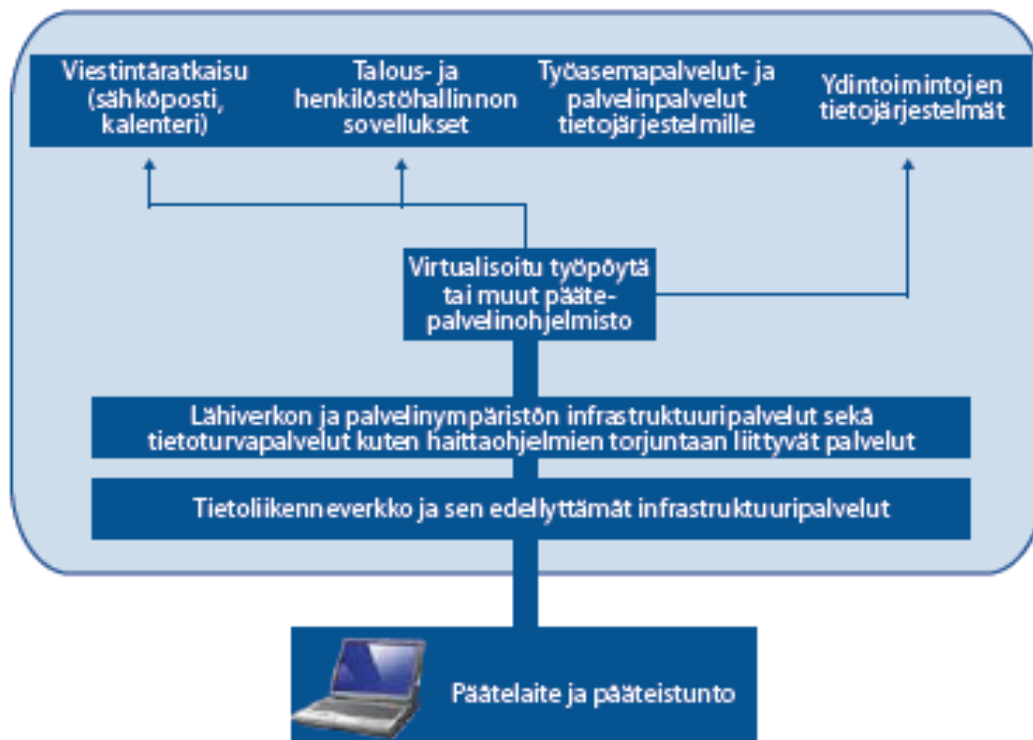 Viestintäratkaisu
(sähköposti,
kalenteri)
Talous- ja
henkilöstöhallinnon
sovellukset
Työasemapalvelut- ja
palvelinpalvelut
tietojärjestelmille
Ydintoimintojen
tietojärjestelmät
Virtualisoitu työpöytä
tai muut pääte-
palvelinohjelmisto
Lähiverkon ja palvelinympäristön infrastruktuuripalvelut sekä
tietoturvapalvelut kuten haittaohjelmien torjuntaan liittyvät palvelut
Tietoliikenneverkko ja sen edellyttämät infrastruktuuripalvelut
Päätelaite ja pääteistunto